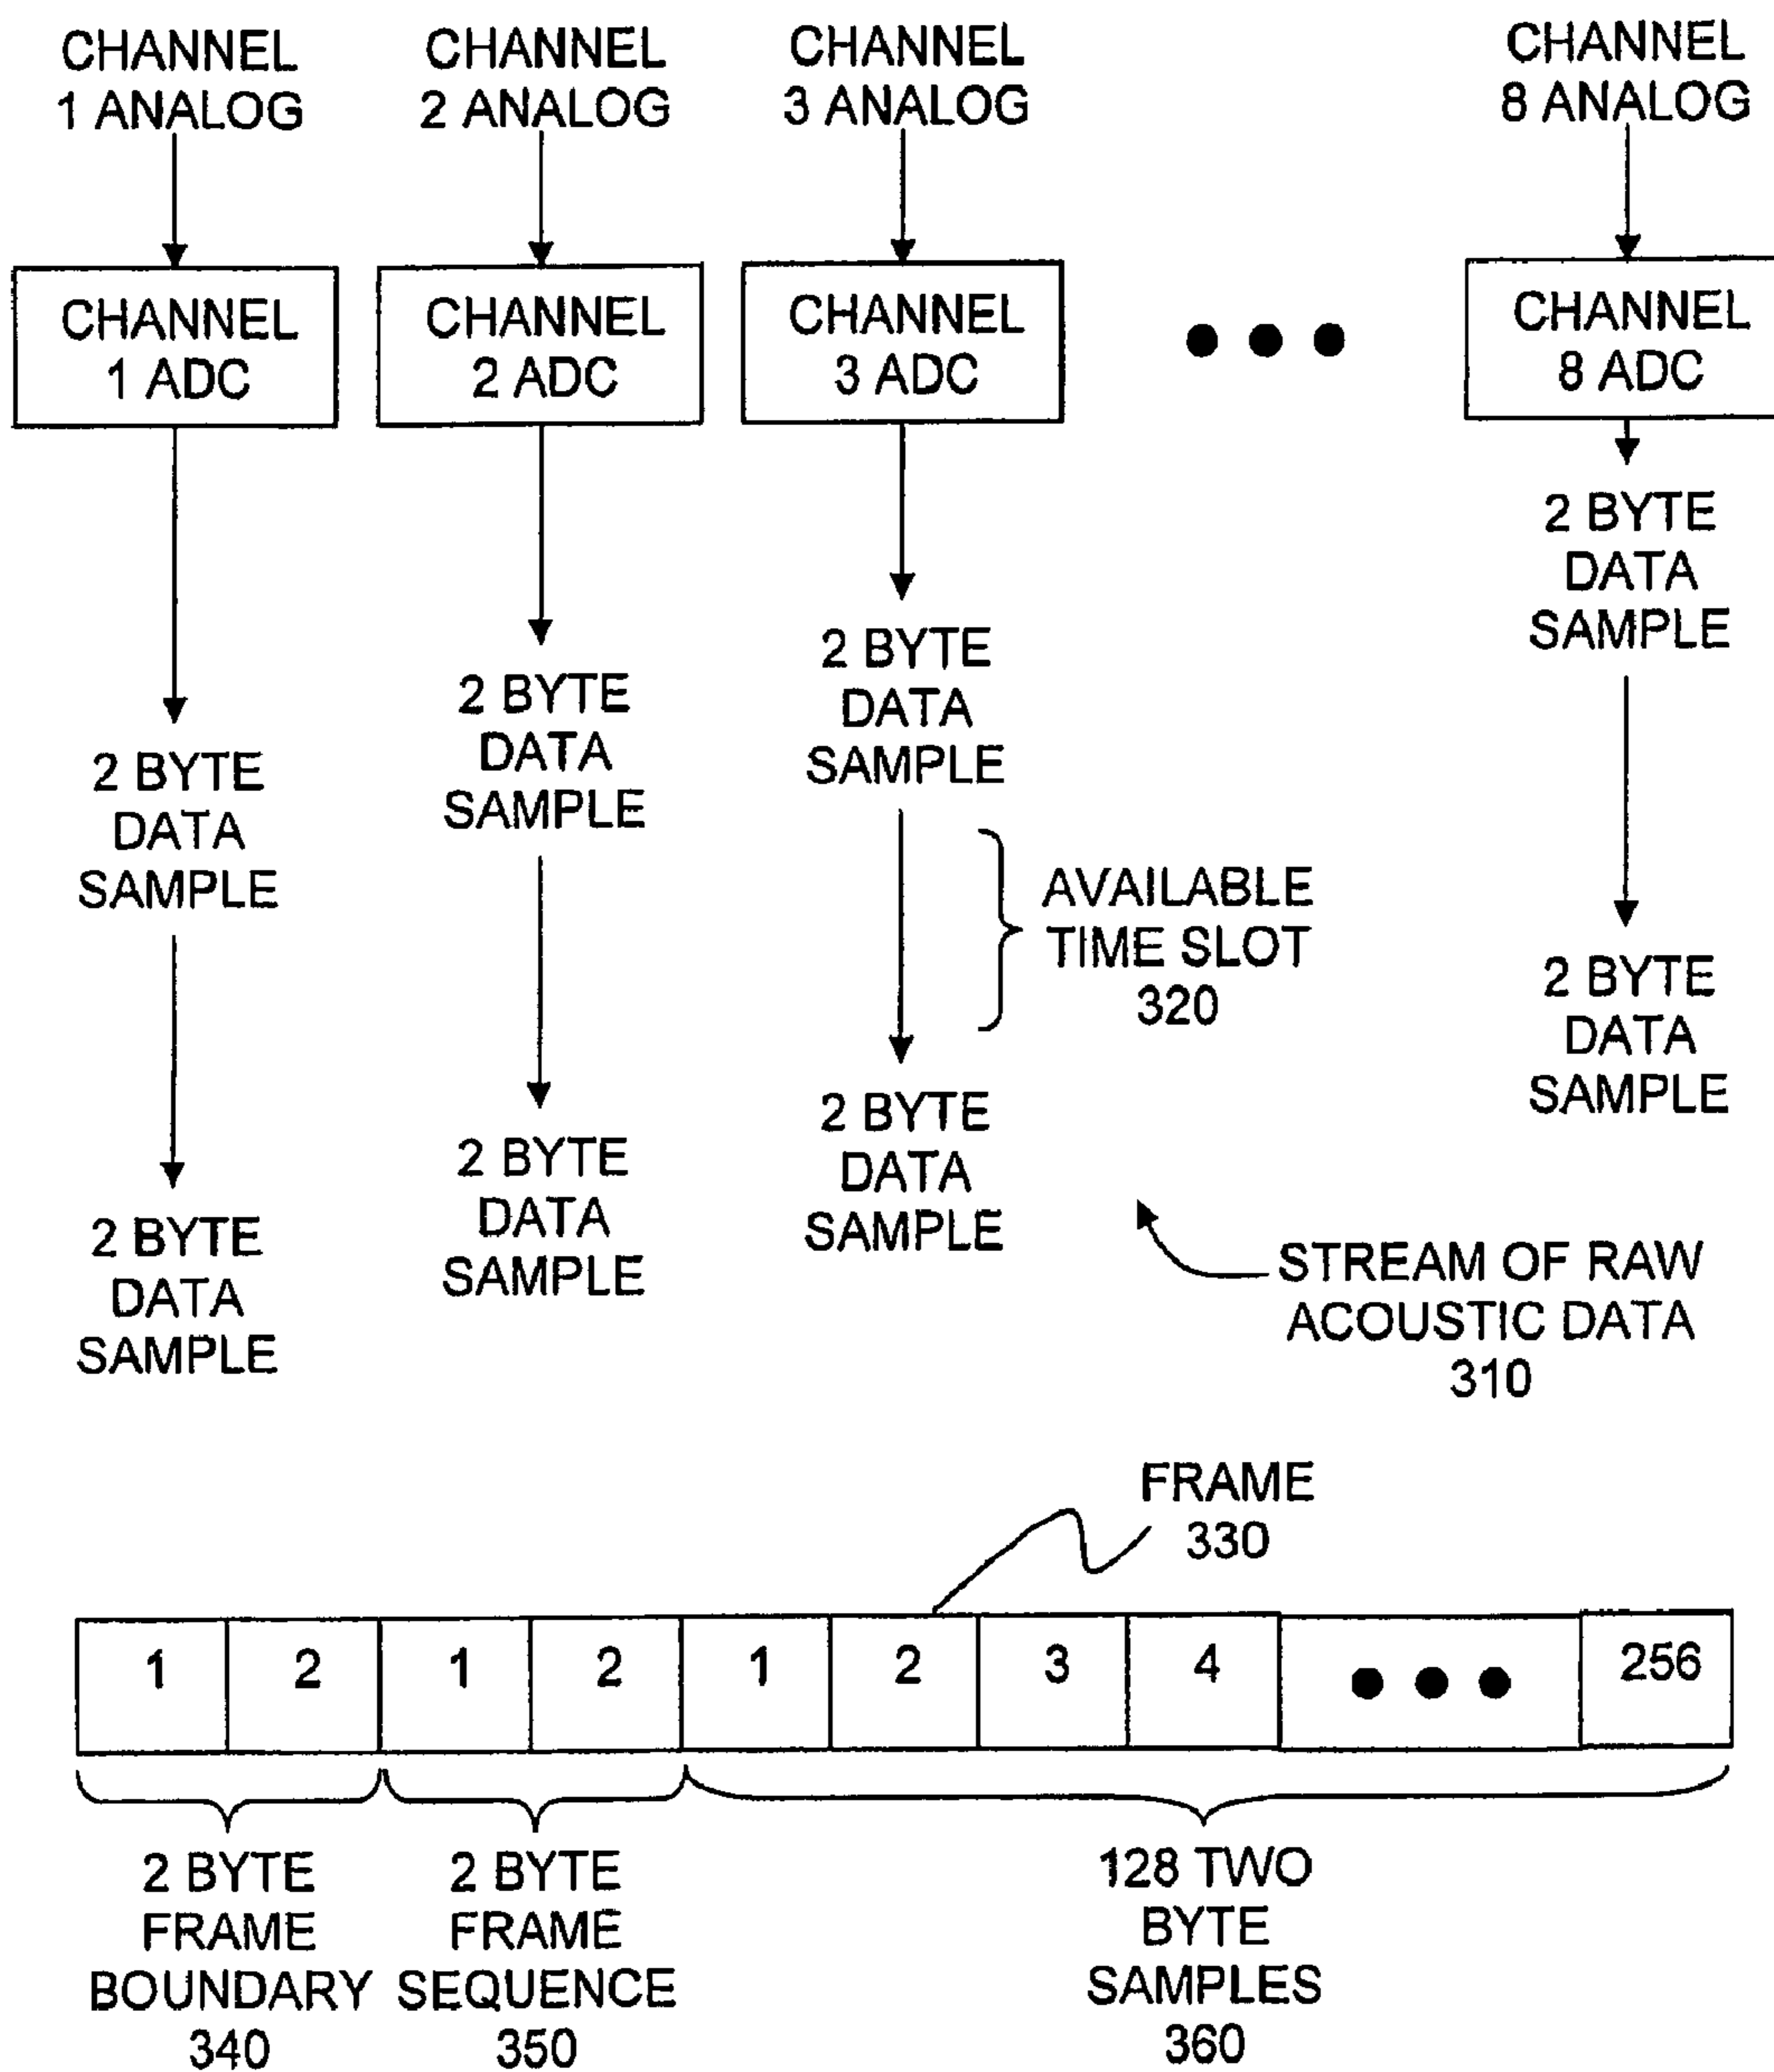 CHANNEL
1 ANALOG
CHANNEL
2 ANALOG
CHANNEL
3 ANALOG
CHANNEL
8 ANALOG
CHANNEL
1 ADC
CHANNEL
2 ADC
CHANNEL
3 ADC
CHANNEL
8 ADC
2 BYTE
DATA
SAMPLE
2 BYTE
DATA
SAMPLE
2 BYTE
DATA
SAMPLE
2 BYTE
DATA
SAMPLE
AVAILABLE
TIME SLOT
320
2 BYTE
DATA
SAMPLE
2 BYTE
DATA
SAMPLE
2 BYTE
DATA
SAMPLE
2 BYTE
DATA
SAMPLE
STREAM OF RAW
ACOUSTIC DATA
310
FRAME
330
1 2 1 2 1 2 3 4 256
2 BYTE
FRAME
BOUNDARY
340
2 BYTE
FRAME
SEQUENCE
350
128 TWO
BYTE
SAMPLES
360